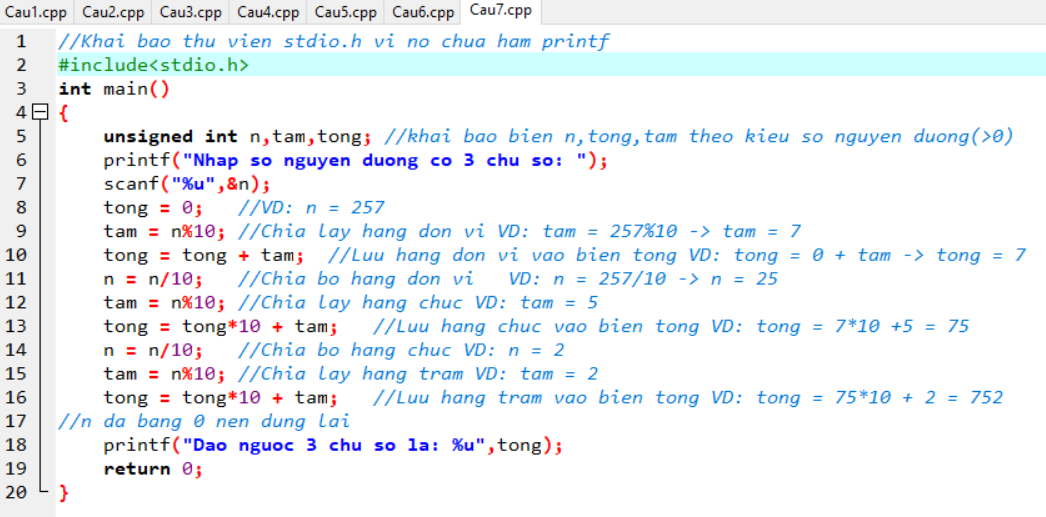 Cau1.cpp Cau2.cpp Cau3.cpp Cau4.cpp Cau5.cpp Cau6.cpp Cau7.cpp
1 //Khai bao thu vien stdio.h vi no chua ham printf
2 #include<stdio.h>
3 int main()
4 {
5 unsigned int n,tam,tong; //khai bao bien n,tong,tam theo kieu so nguyen duong(>0)
6 printf("Nhap so nguyen duong co 3 chu so: ");
7 scanf("%u",&n);
8 tong = 0; //VD: n = 257
9 tam = n%10; //Chia lay hang don vi VD: tam = 257%10 -> tam = 7
10 tong = tong + tam; //Luu hang don vi vao bien tong VD: tong = 0 + tam -> tong = 7
11 n = n/10; //Chia bo hang don vi VD: n = 257/10 -> n = 25
12 tam = n%10; //Chia lay hang chuc VD: tam = 5
13 tong = tong*10 + tam; //Luu hang chuc vao bien tong VD: tong = 7*10 +5 = 75
14 n = n/10; //Chia bo hang chuc VD: n = 2
15 tam = n%10; //Chia lay hang tram VD: tam = 2
16 tong = tong*10 + tam; //Luu hang tram vao bien tong VD: tong = 75*10 + 2 = 752
17 //n da bang 0 nen dung lai
18 printf("Dao nguoc 3 chu so la: %u",tong);
19 return 0;
20 }